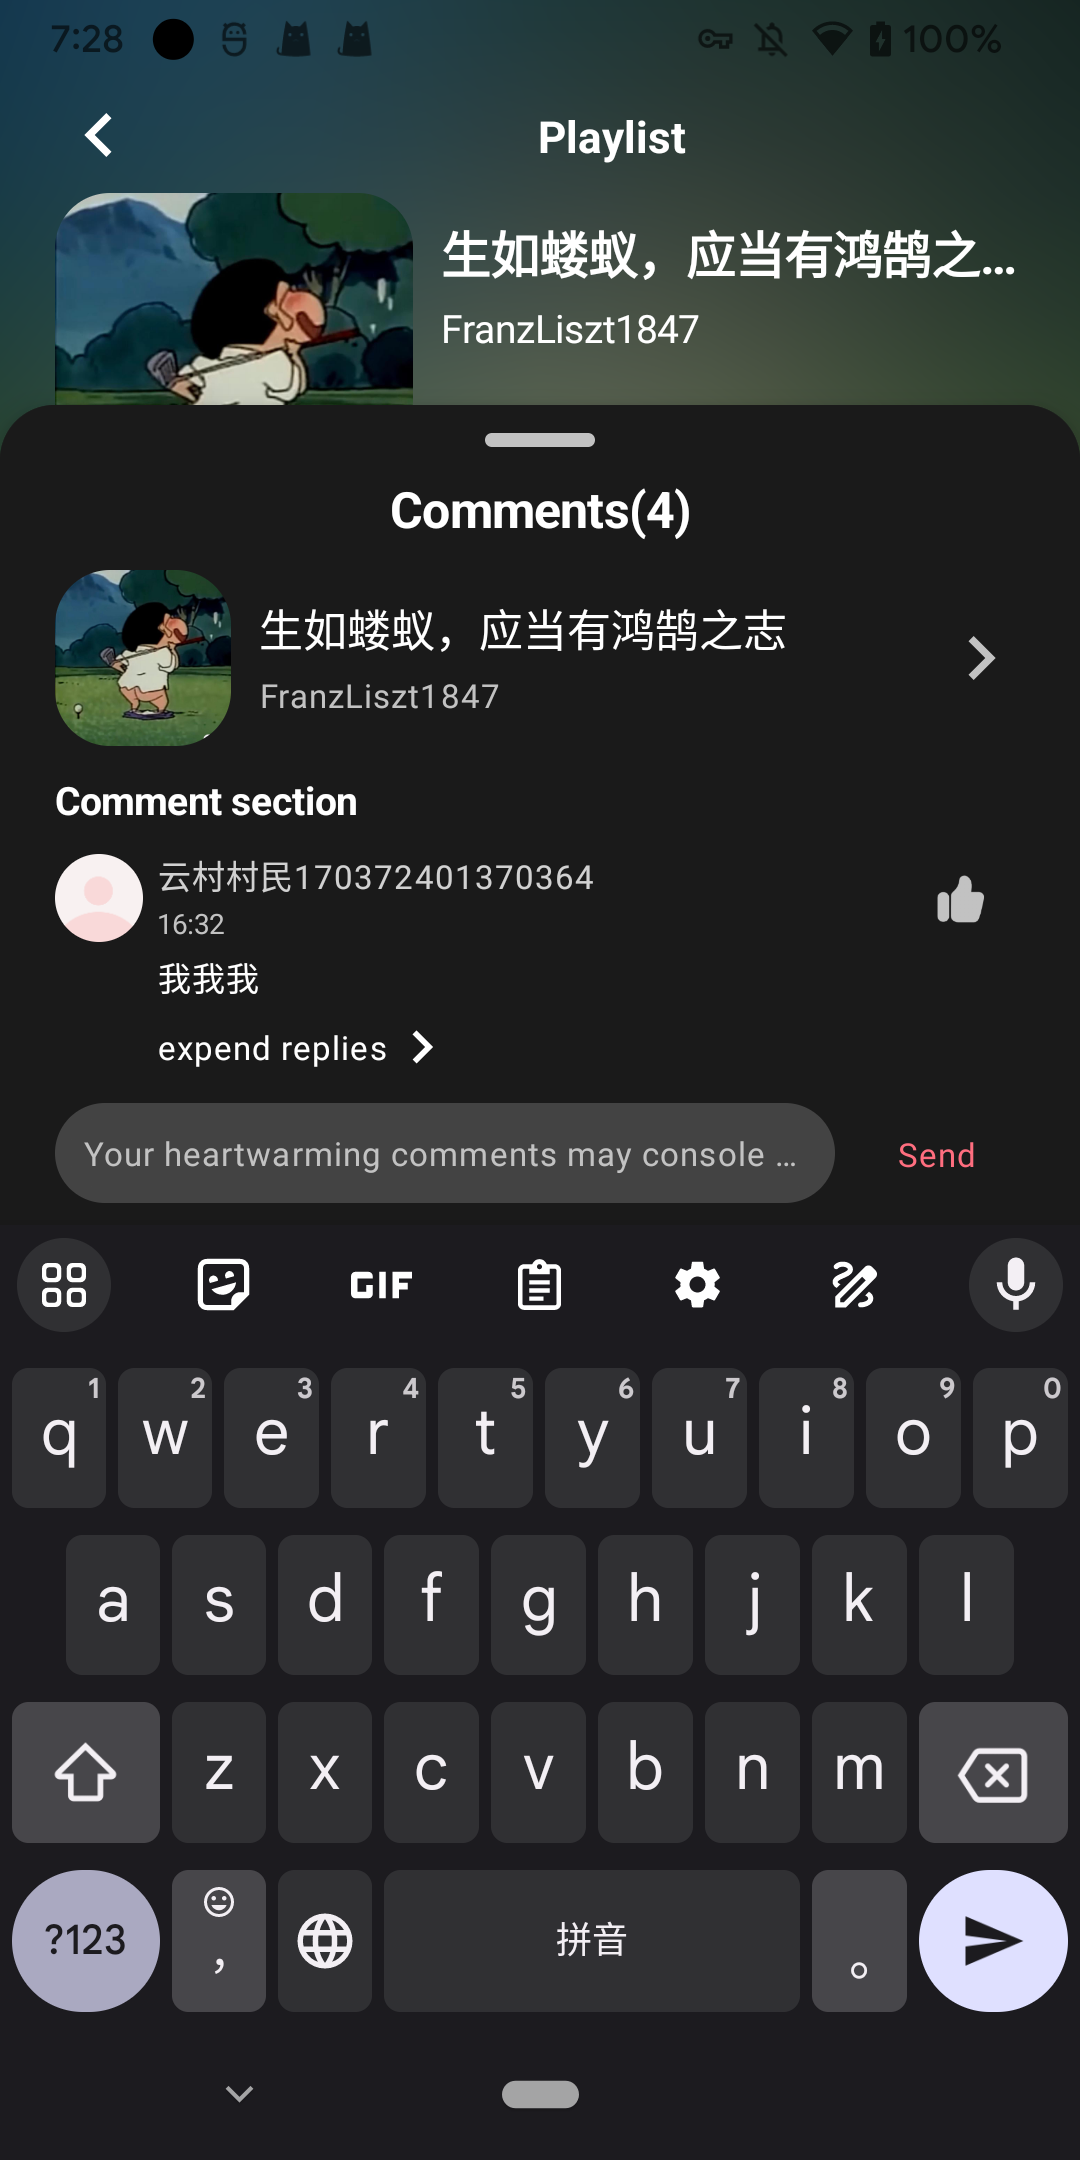 7:28
100%
Playlist
生如蝼蚁，应当有鸿鹄之...
FranzLiszt1847
Comments(4)
生如蝼蚁，应当有鸿鹄之志
FranzLiszt1847
Comment section
云村村民170372401370364
16:32
我我我
expend replies
Your heartwarming comments may console ...
Send
GIF
1 2 3 4 5 6 7 8 9 0
q w e r t y u i o p
a s d f g h j k l
z x c v b n m
?123 ， 拼音 。